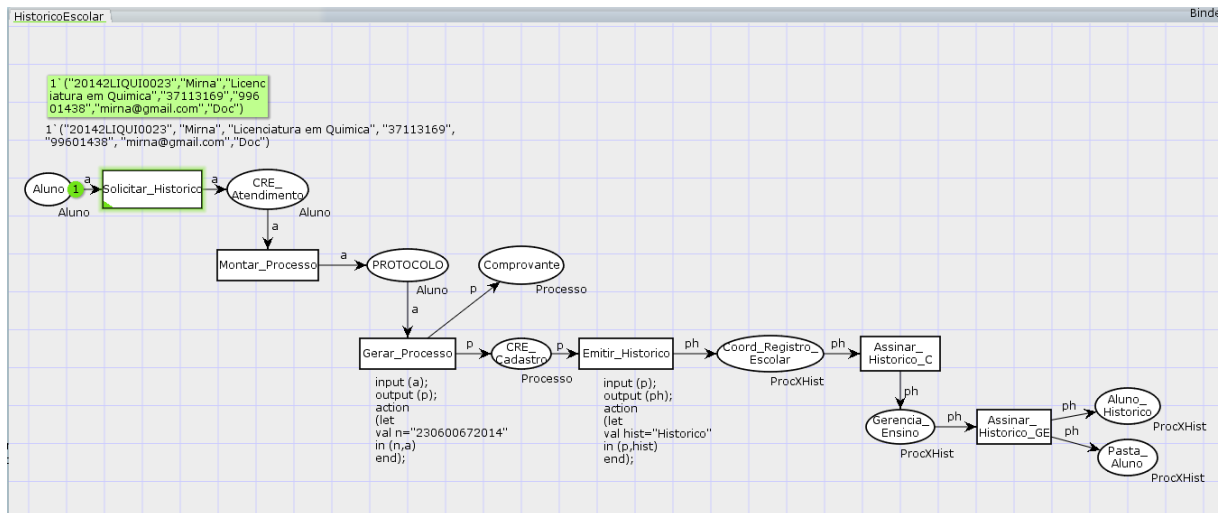 HistoricoEscolar
Binde
1`("20142LIQUI0023","Mirna","Licenc
iatura em Quimica","37113169","996
01438","mirna@gmail.com","Doc")
1`("20142LIQUI0023", "Mirna", "Licenciatura em Quimica", "37113169",
"99601438", "mirna@gmail.com","Doc")
Aluno
1
a
Solicitar_Historico
a
CRE_
Atendimento
Aluno
Aluno
a
Montar_Processo
a
PROTOCOLO
Aluno
Comprovante
Processo
a
p
Gerar_Processo
p
CRE_
Cadastro
Processo
p
Emitir_Historico
ph
Coord_Registro_
Escolar
ProcXHist
ph
Assinar_
Historico_C
input (a);
output (p);
action
(let
val n="230600672014"
in (n,a)
end);
input (p);
output (ph);
action
(let
val hist="Historico"
in (p,hist)
end);
ph
Gerencia_
Ensino
ProcXHist
ph
Assinar_
Historico_GE
ph
Aluno_
Historico
ProcXHist
ph
Pasta_
Aluno
ProcXHist